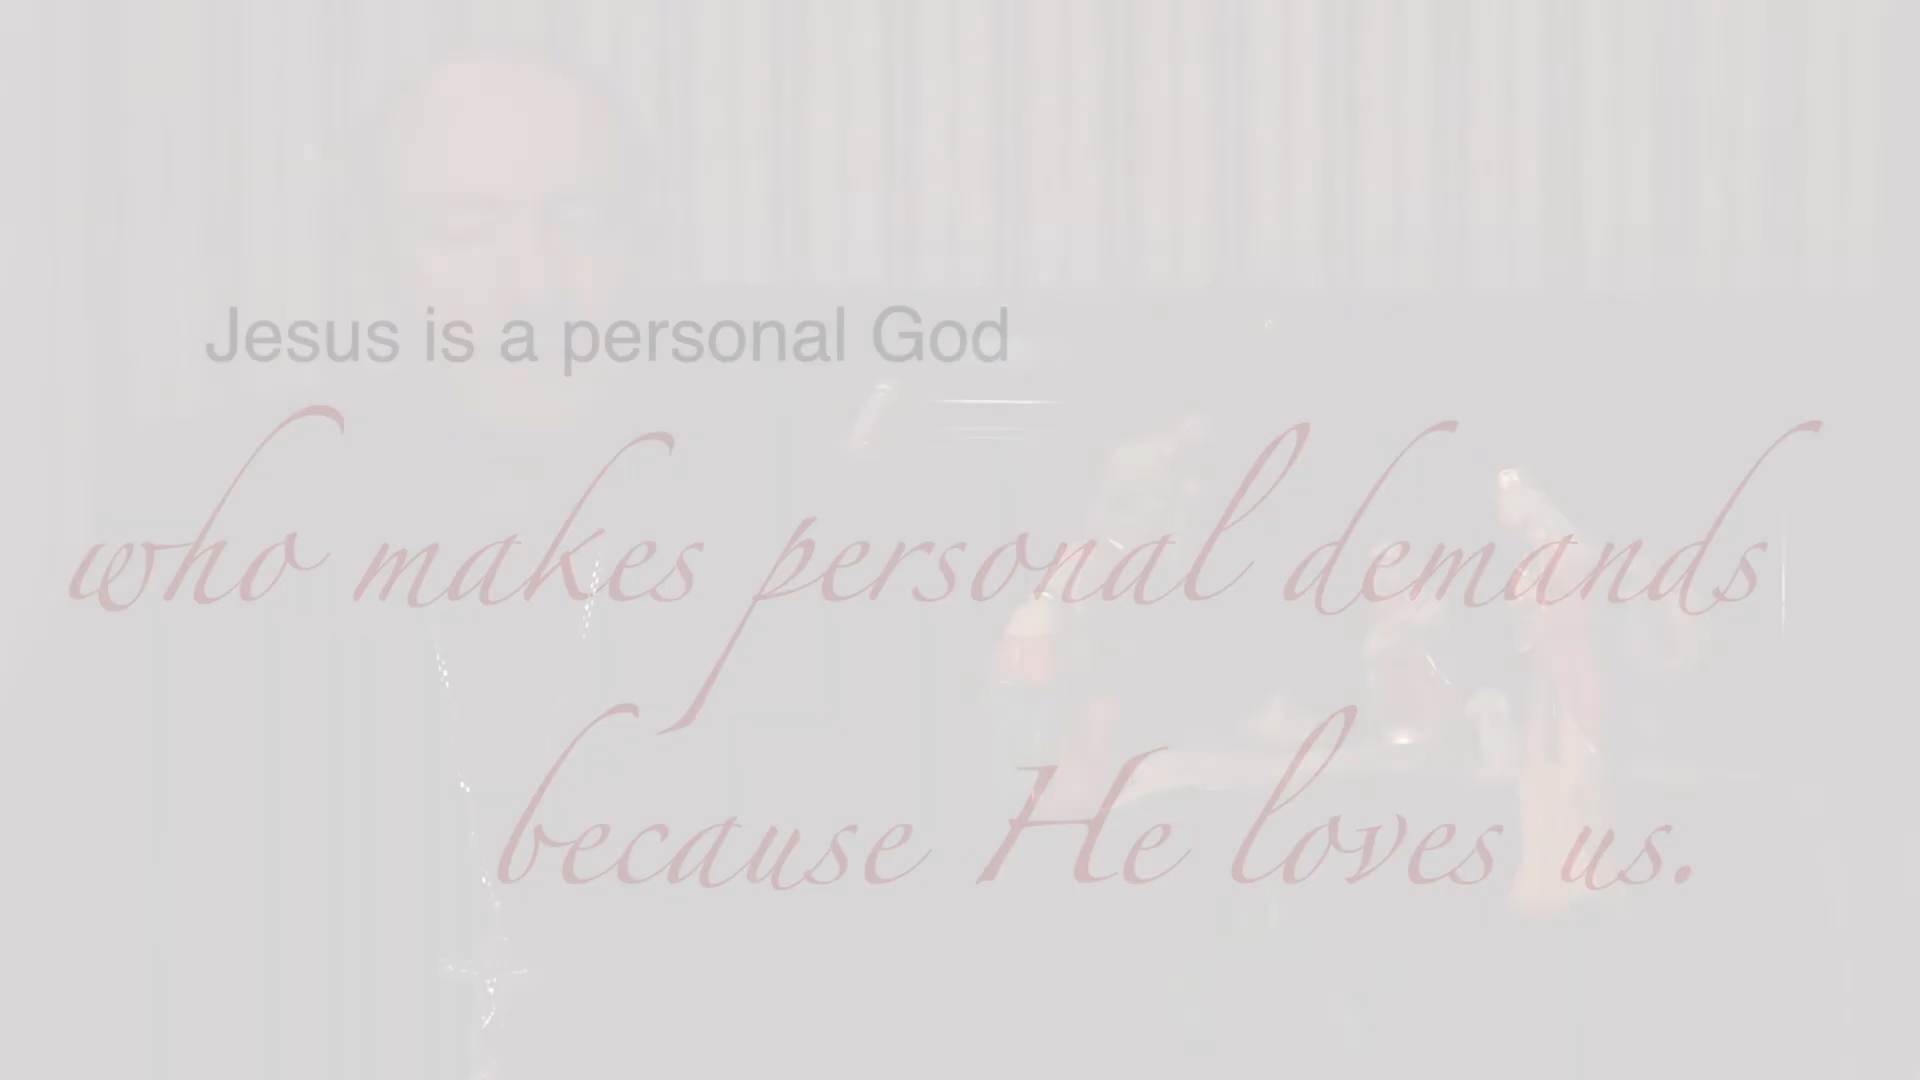 Jesus is a personal God
who makes personal demands
because He loves us.